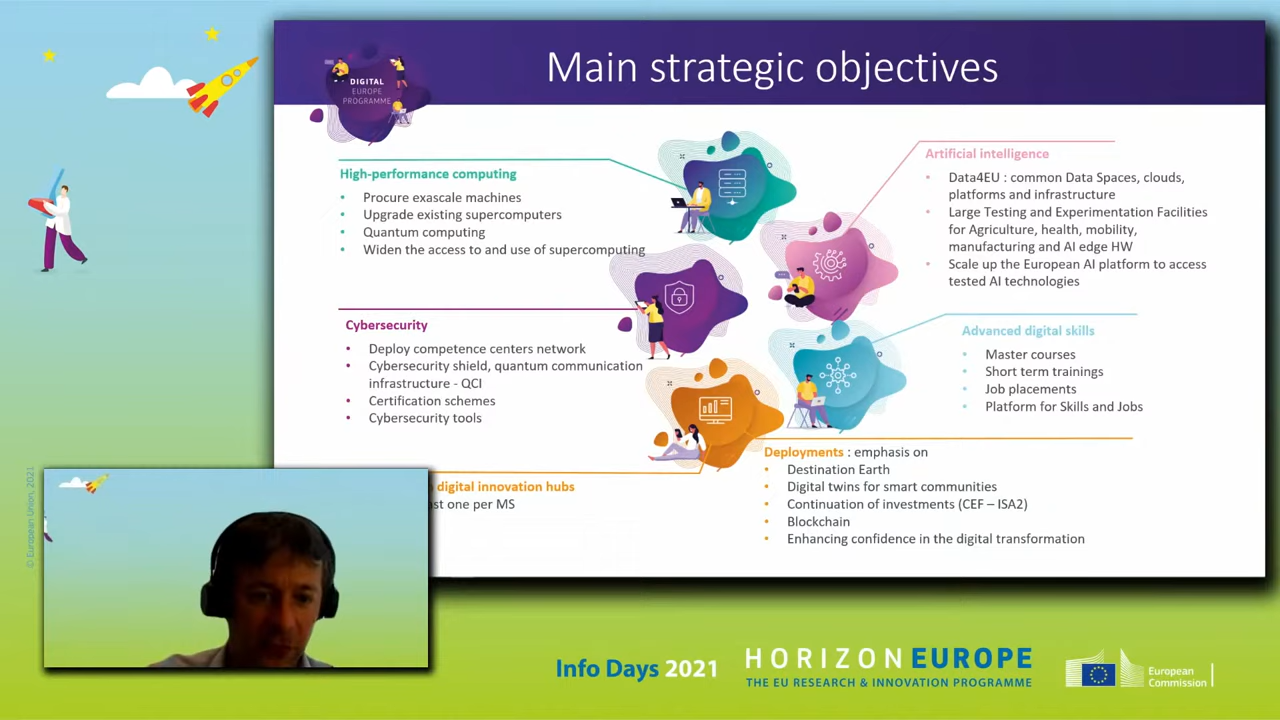 Main strategic objectives
DIGITAL
EUROPE
PROGRAMME
High-performance computing
• Procure exascale machines
• Upgrade existing supercomputers
• Quantum computing
• Widen the access to and use of supercomputing
Cybersecurity
• Deploy competence centers network
• Cybersecurity shield, quantum communication
infrastructure - QCI
• Certification schemes
• Cybersecurity tools
digital innovation hubs
one per MS
Artificial intelligence
• Data4EU : common Data Spaces, clouds,
platforms and infrastructure
• Large Testing and Experimentation Facilities
for Agriculture, health, mobility,
manufacturing and AI edge HW
• Scale up the European AI platform to access
tested AI technologies
Advanced digital skills
• Master courses
• Short term trainings
• Job placements
• Platform for Skills and Jobs
Deployments : emphasis on
• Destination Earth
• Digital twins for smart communities
• Continuation of investments (CEF – ISA2)
• Blockchain
• Enhancing confidence in the digital transformation
© European Union, 2021
Info Days 2021
HORIZON EUROPE
THE EU RESEARCH & INNOVATION PROGRAMME
European
Commission